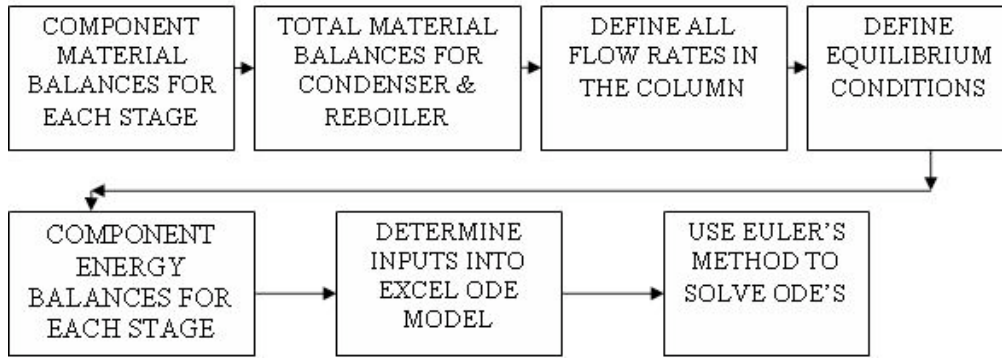 COMPONENT
MATERIAL
BALANCES FOR
EACH STAGE
TOTAL MATERIAL
BALANCES FOR
CONDENSER &
REBOILER
DEFINE ALL
FLOW RATES IN
THE COLUMN
DEFINE
EQUILIBRIUM
CONDITIONS
COMPONENT
ENERGY
BALANCES FOR
EACH STAGE
DETERMINE
INPUTS INTO
EXCEL ODE
MODEL
USE EULER'S
METHOD TO
SOLVE ODE'S